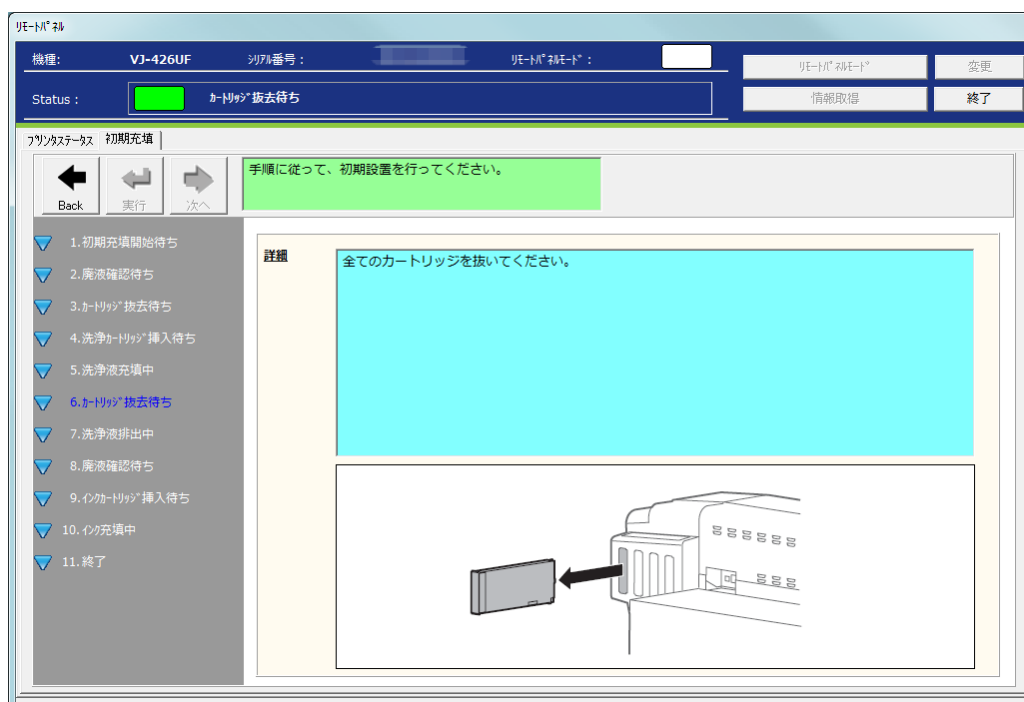 ﾘﾓｰﾄﾊﾟﾈﾙ
機種: VJ-426UF ｼﾘｱﾙ番号： ﾘﾓｰﾄﾊﾟﾈﾙﾓｰﾄﾞ：
ﾘﾓｰﾄﾊﾟﾈﾙﾓｰﾄﾞ 変更
Status： ｶｰﾄﾘｯｼﾞ抜去待ち
情報取得 終了
ﾌﾟﾘﾝﾀｽﾃｰﾀｽ 初期充填
Back 実行 次へ
手順に従って、初期設置を行ってください。
1.初期充填開始待ち
2.廃液確認待ち
3.ｶｰﾄﾘｯｼﾞ抜去待ち
4.洗浄ｶｰﾄﾘｯｼﾞ挿入待ち
5.洗浄液充填中
6.ｶｰﾄﾘｯｼﾞ抜去待ち
7.洗浄液排出中
8.廃液確認待ち
9.ｲﾝｸｶｰﾄﾘｯｼﾞ挿入待ち
10.ｲﾝｸ充填中
11.終了
詳細
全てのカートリッジを抜いてください。